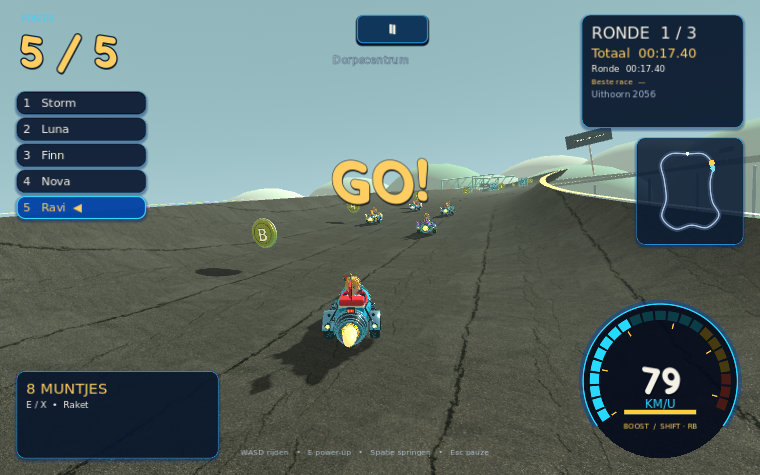 5 / 5
1 Storm
2 Luna
3 Finn
4 Nova
5 Ravi
Dorpscentrum
GO!
B
RONDE 1 / 3
Totaal 00:17.40
Ronde 00:17.40
Beste race —
Uithoorn 2056
8 MUNTJES
E / X • Raket
79
KM/U
BOOST / SHIFT · RB
WASD rijden • E power-up • Spatie springen • Esc pauze